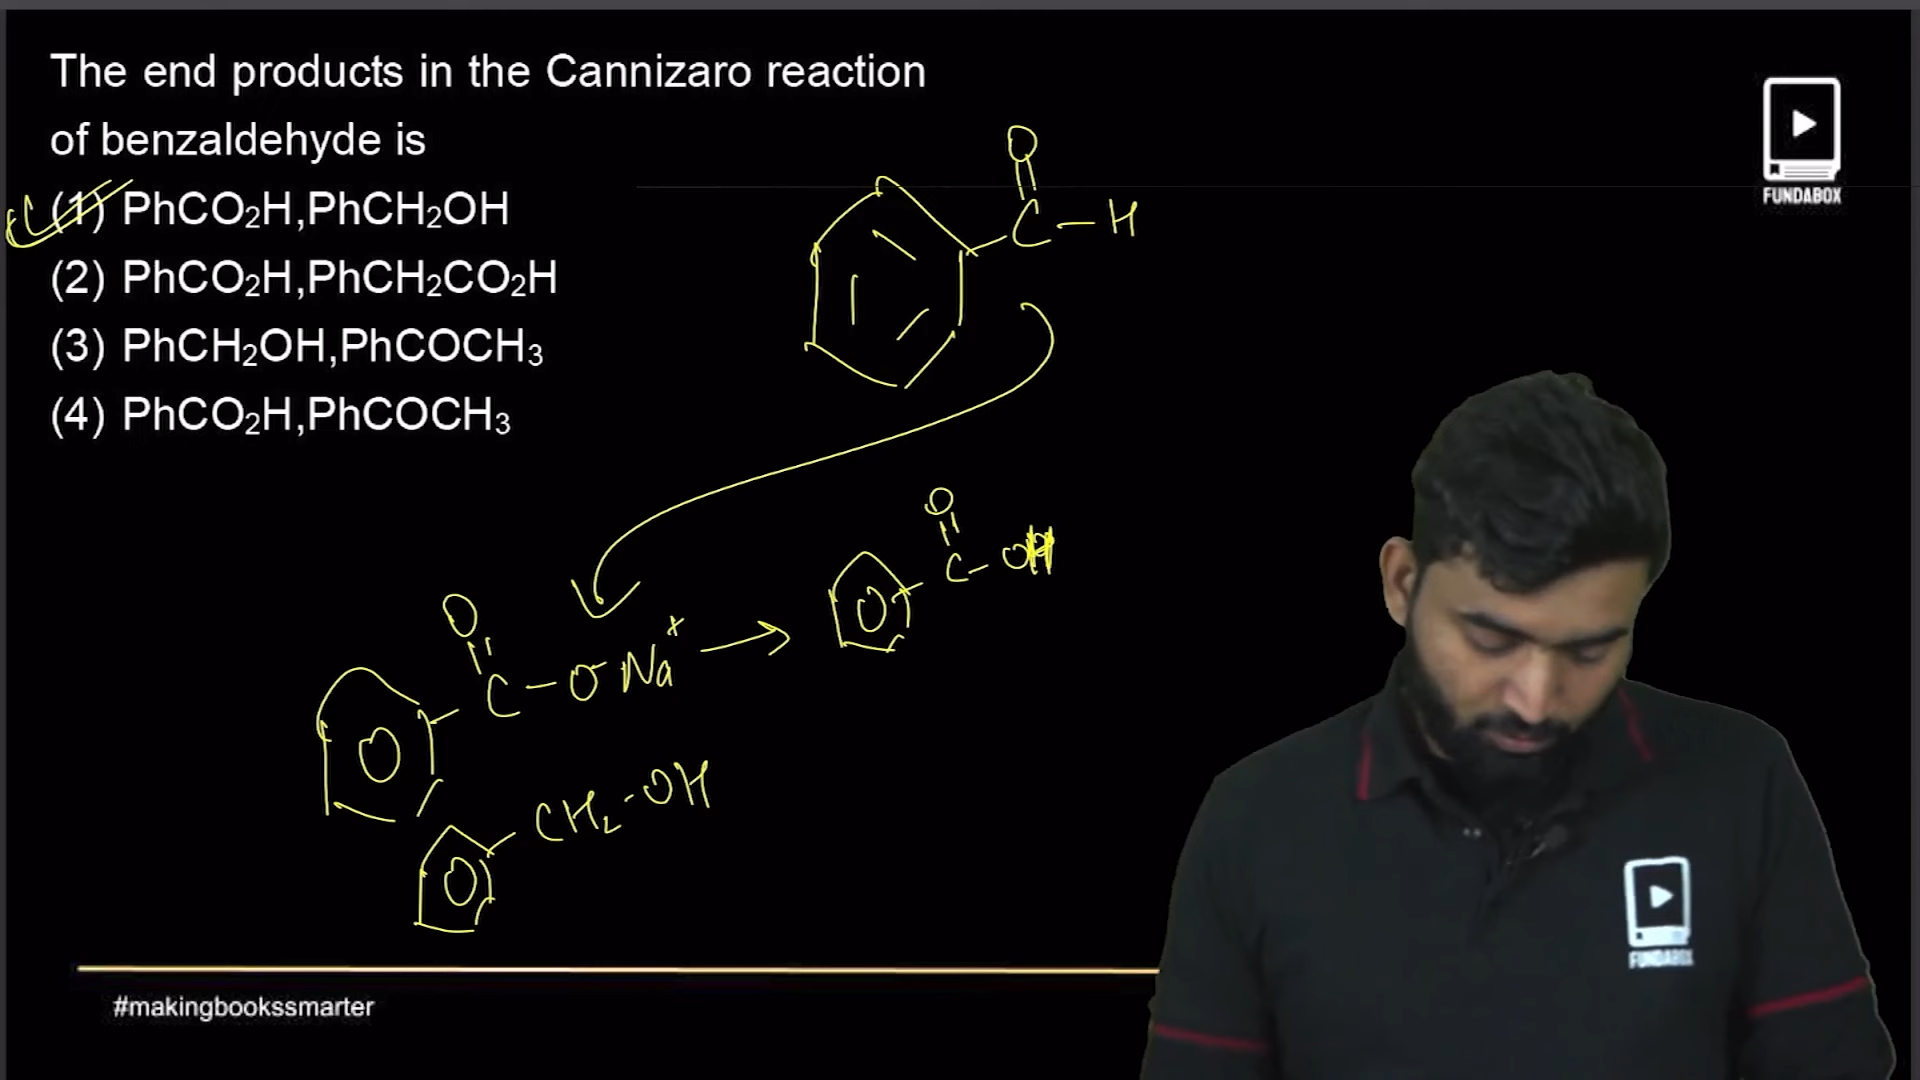 The end products in the Cannizaro reaction
of benzaldehyde is
(1) PhCO₂H,PhCH₂OH
(2) PhCO₂H,PhCH₂CO₂H
(3) PhCH₂OH,PhCOCH₃
(4) PhCO₂H,PhCOCH₃
FUNDABOX
O
C - H
O
C - OH
O
C - O⁻ Na⁺
CH₂ - OH
FUNDABOX
#makingbookssmarter